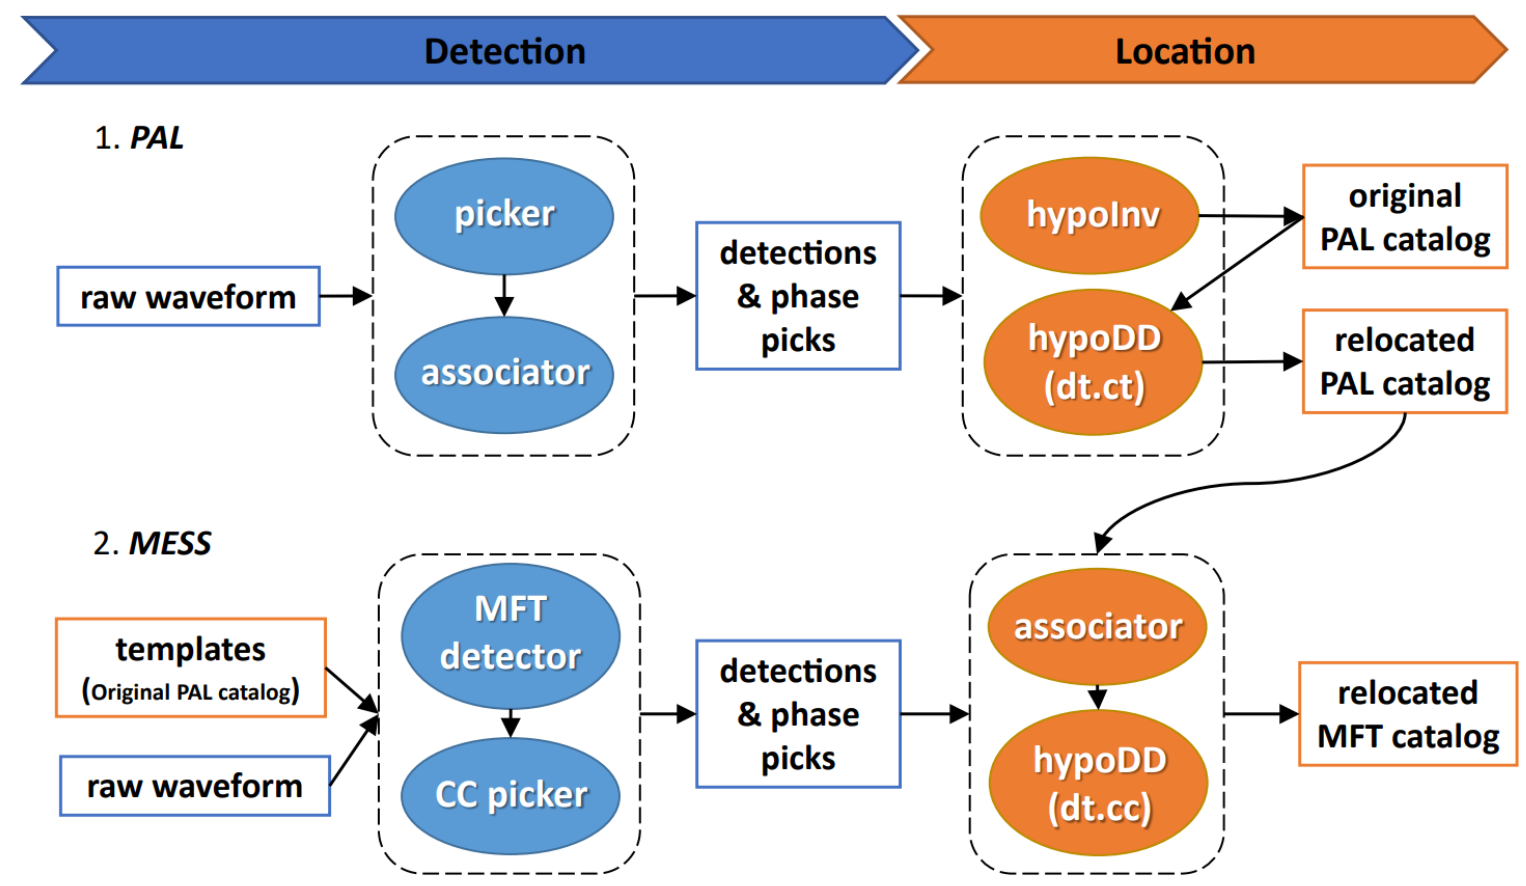 Detection
Location
1. PAL
raw waveform
picker
associator
detections
& phase
picks
hypoInv
hypoDD
(dt.ct)
original
PAL catalog
relocated
PAL catalog
2. MESS
templates
(Original PAL catalog)
raw waveform
MFT
detector
CC picker
detections
& phase
picks
associator
hypoDD
(dt.cc)
relocated
MFT catalog